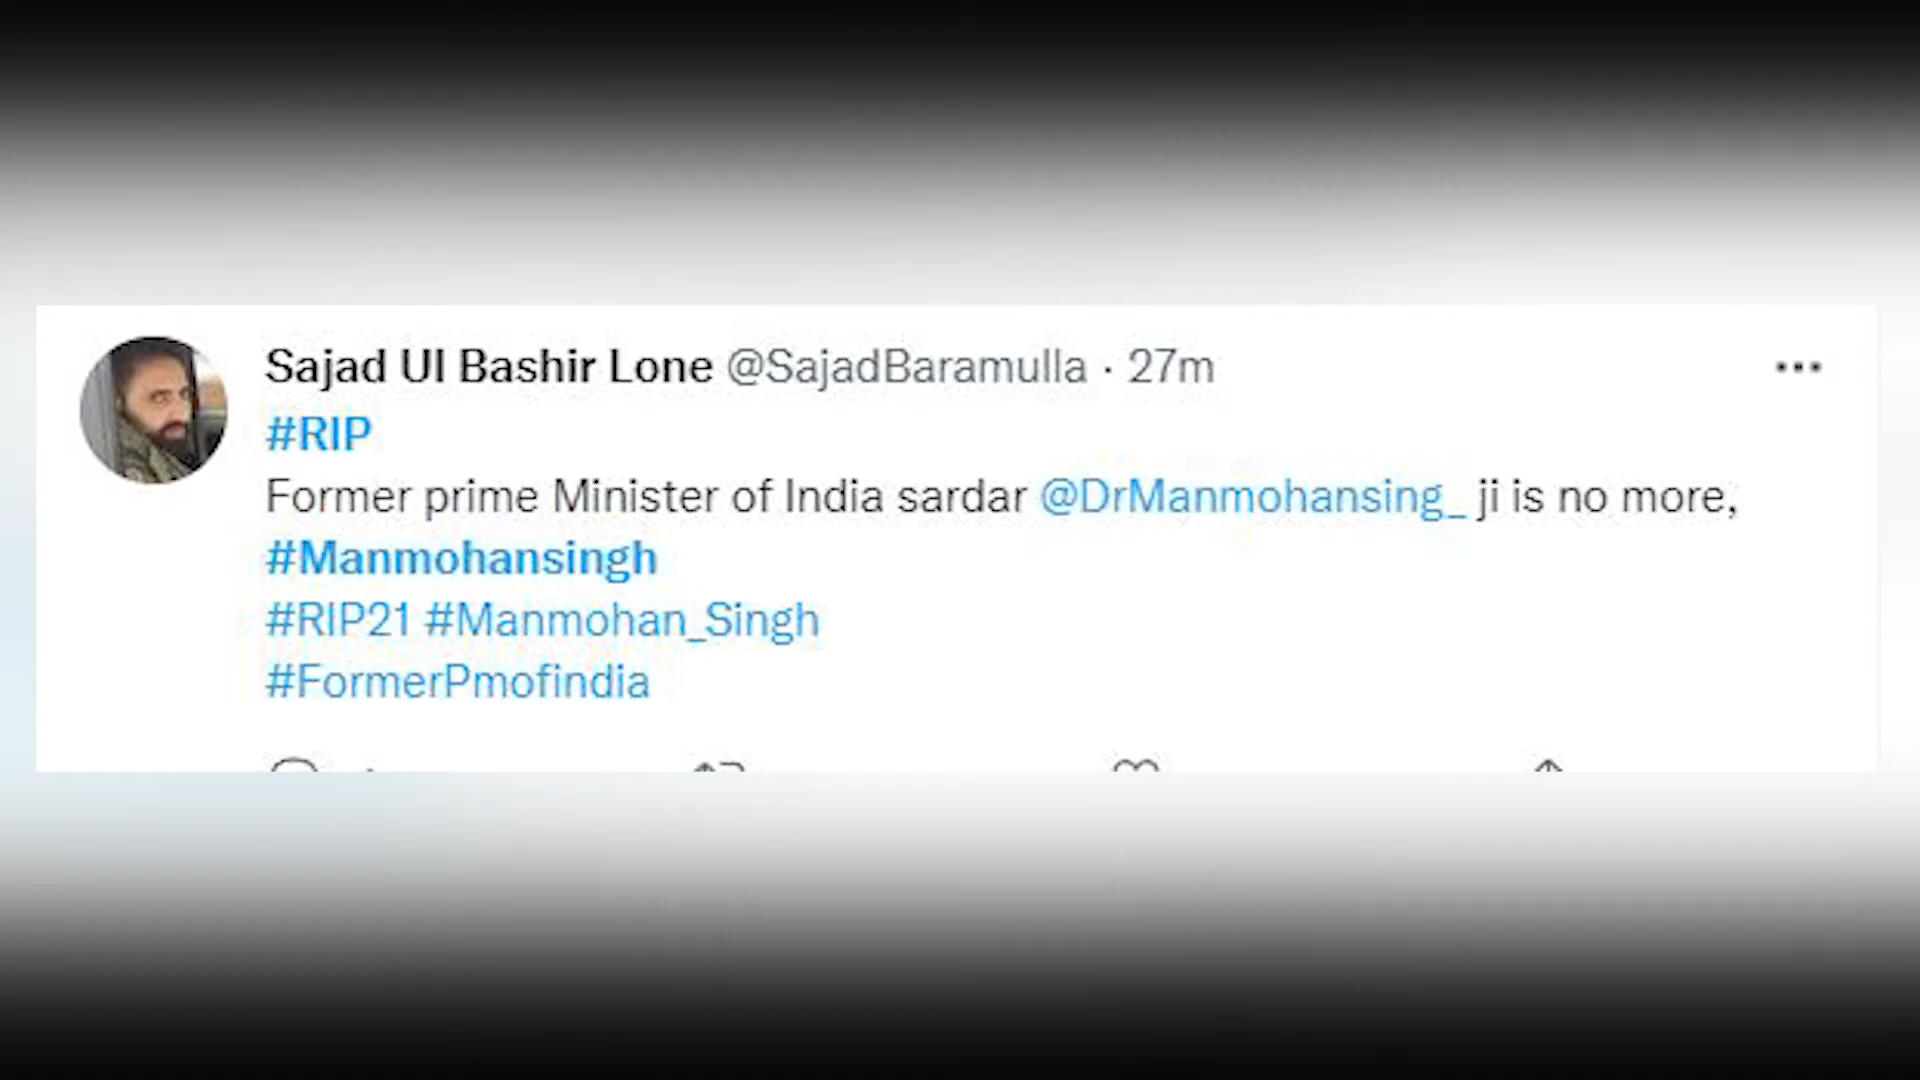 Sajad Ul Bashir Lone @SajadBaramulla · 27m
#RIP
Former prime Minister of India sardar @DrManmohansing_ ji is no more,
#Manmohansingh
#RIP21 #Manmohan_Singh
#FormerPmofindia